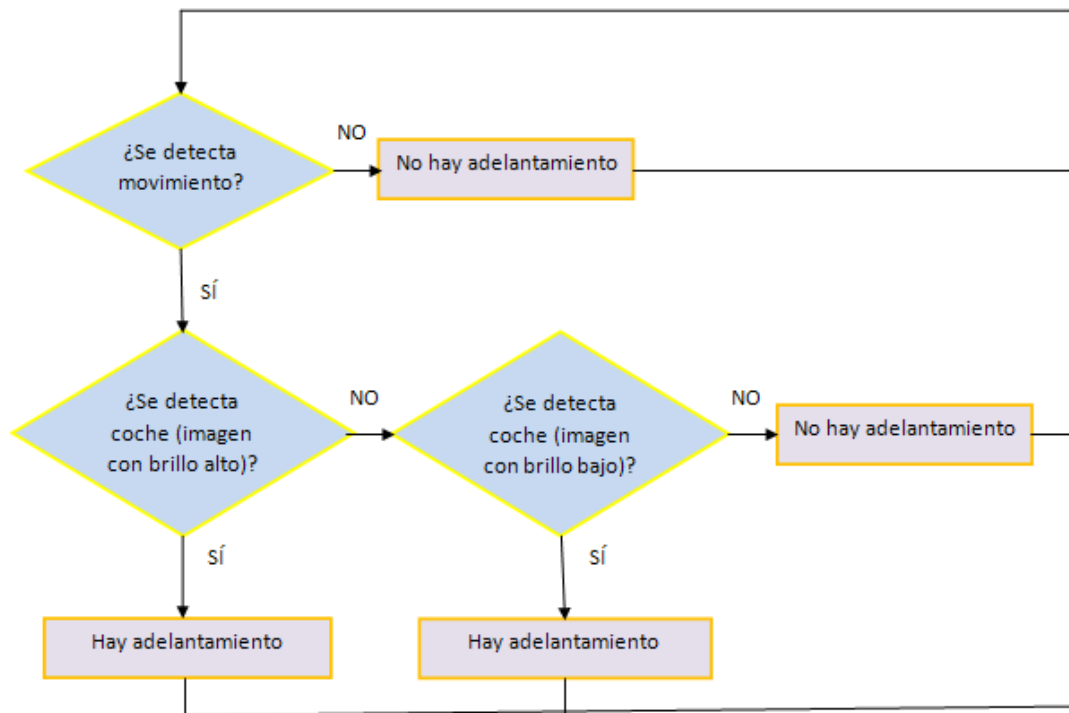 ¿Se detecta
movimiento?
NO
No hay adelantamiento
SÍ
¿Se detecta
coche (imagen
con brillo alto)?
NO
¿Se detecta
coche (imagen
con brillo bajo)?
NO
No hay adelantamiento
SÍ
Hay adelantamiento
SÍ
Hay adelantamiento